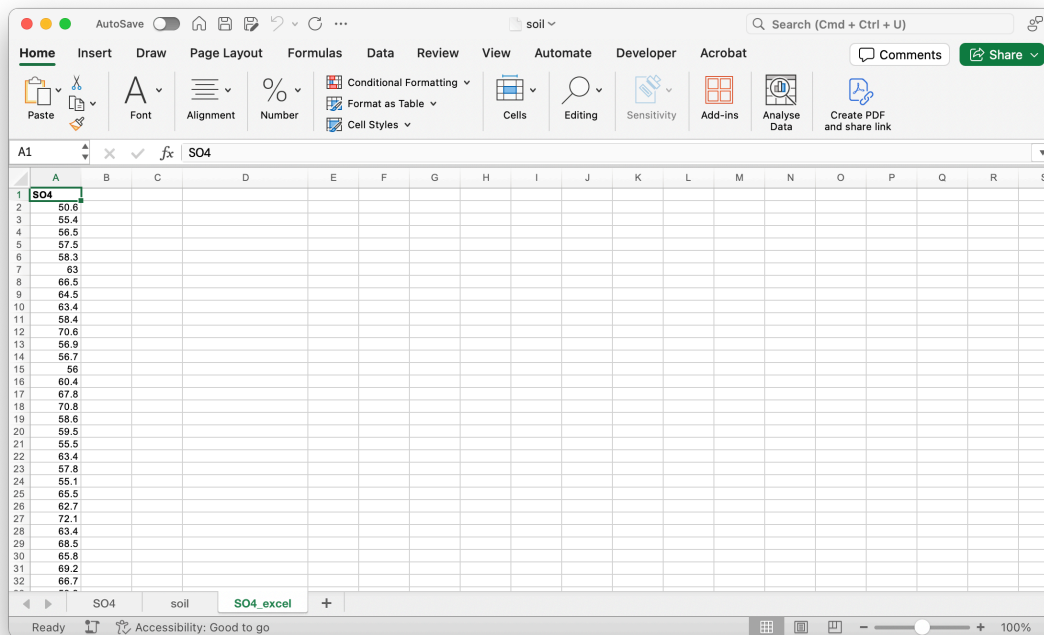 AutoSave
soil
Search (Cmd + Ctrl + U)
Home Insert Draw Page Layout Formulas Data Review View Automate Developer Acrobat Comments Share
Paste
Font
Alignment
%
Number
Conditional Formatting
Format as Table
Cell Styles
Cells
Editing
Sensitivity
Add-ins
Analyse
Data
Create PDF
and share link
A1 fx SO4
A B C D E F G H I J K L M N O P Q R
1 SO4
2 50.6
3 55.4
4 56.5
5 57.5
6 58.3
7 63
8 66.5
9 64.5
10 63.4
11 58.4
12 70.6
13 56.9
14 56.7
15 56
16 60.4
17 67.8
18 70.8
19 58.6
20 59.5
21 55.5
22 63.4
23 57.8
24 55.1
25 65.5
26 62.7
27 72.1
28 63.4
29 68.5
30 65.8
31 69.2
32 66.7
SO4 soil SO4_excel +
Ready Accessibility: Good to go 100%